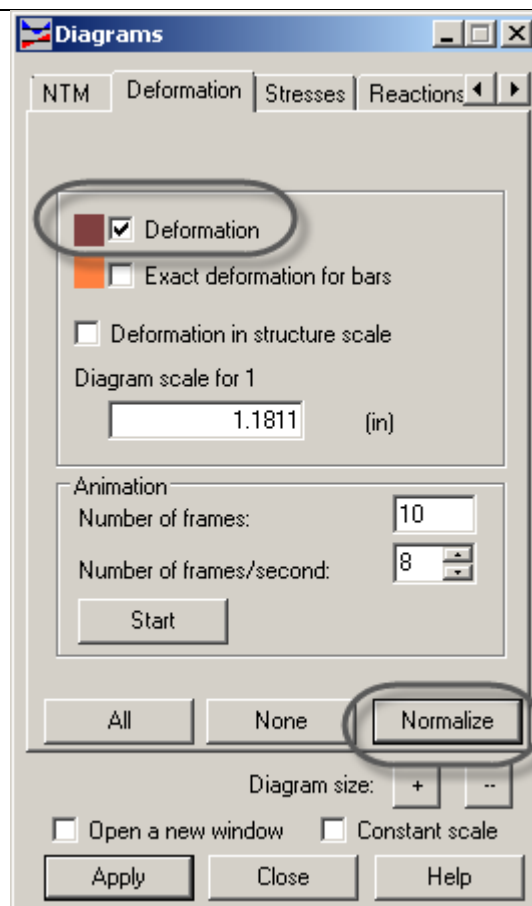 Diagrams
NTM Deformation Stresses Reactions
Deformation
Exact deformation for bars
Deformation in structure scale
Diagram scale for 1
1.1811 (in)
Animation
Number of frames: 10
Number of frames/second: 8
Start
All None Normalize
Diagram size: + --
Open a new window Constant scale
Apply Close Help